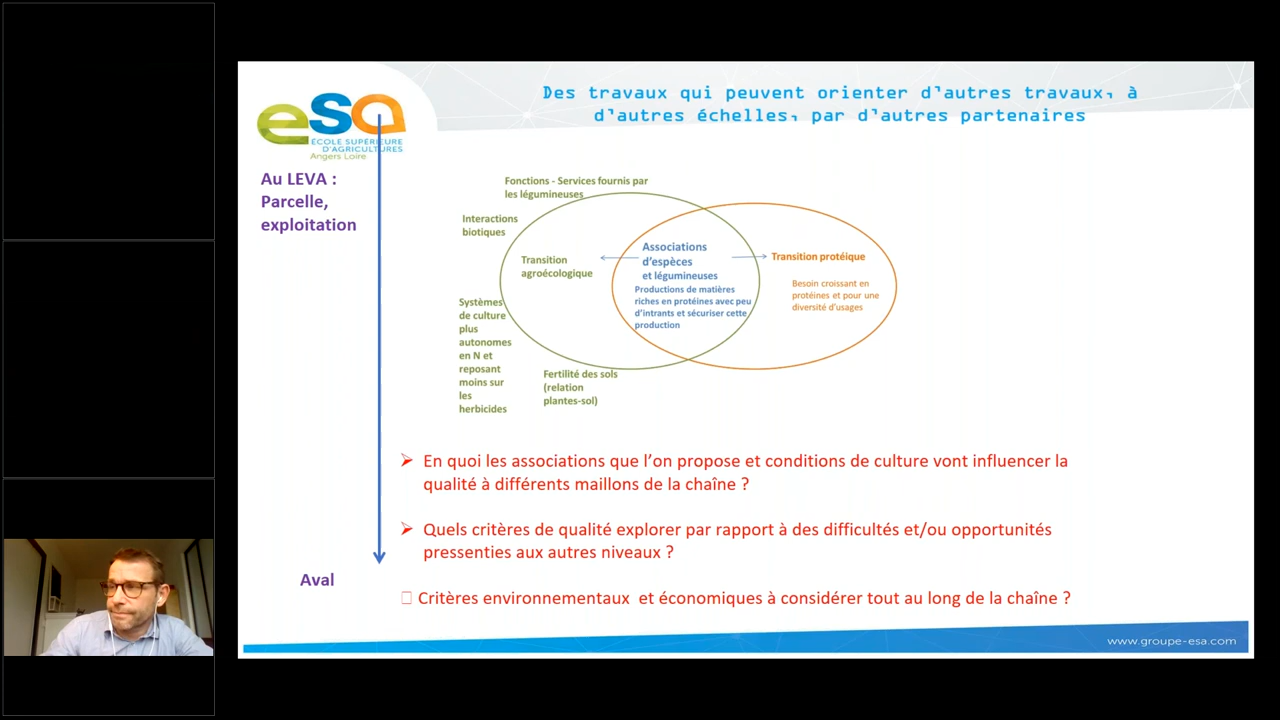 Des travaux qui peuvent orienter d'autres travaux, à
d'autres échelles, par d'autres partenaires
esa
ÉCOLE SUPÉRIEURE
D'AGRICULTURES
Angers Loire
Au LEVA :
Parcelle,
exploitation
Fonctions - Services fournis par
les légumineuses
Interactions
biotiques
Transition
agroécologique
Associations
d'espèces
et légumineuses
Productions de matières
riches en protéines avec peu
d'intrants et sécuriser cette
production
Transition protéique
Besoin croissant en
protéines et pour une
diversité d'usages
Systèmes
de culture
plus
autonomes
en N et
reposant
moins sur
les
herbicides
Fertilité des sols
(relation
plantes-sol)
En quoi les associations que l'on propose et conditions de culture vont influencer la
qualité à différents maillons de la chaîne ?
Quels critères de qualité explorer par rapport à des difficultés et/ou opportunités
pressenties aux autres niveaux ?
Aval
Critères environnementaux et économiques à considérer tout au long de la chaîne ?
www.groupe-esa.com